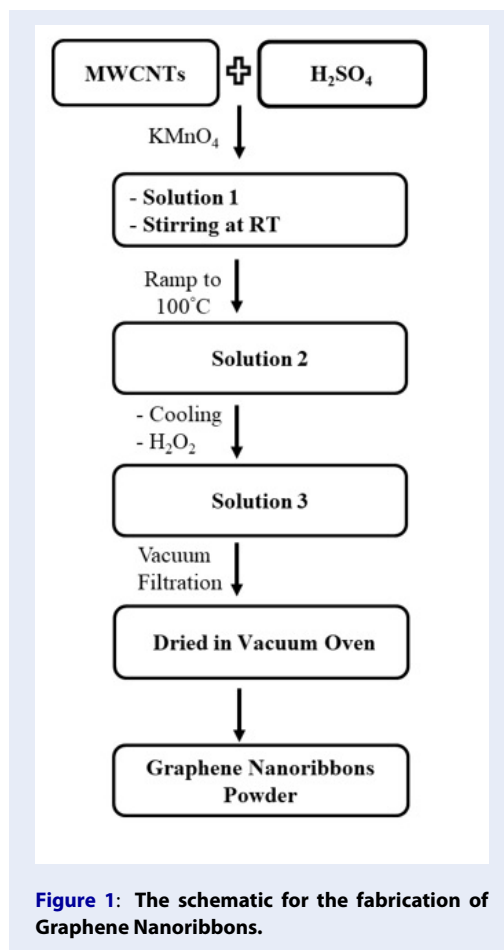 MWCNTs
H₂SO₄
KMnO₄
- Solution 1
- Stirring at RT
Ramp to
100°C
Solution 2
- Cooling
- H₂O₂
Solution 3
Vacuum
Filtration
Dried in Vacuum Oven
Graphene Nanoribbons
Powder
Figure 1: The schematic for the fabrication of
Graphene Nanoribbons.